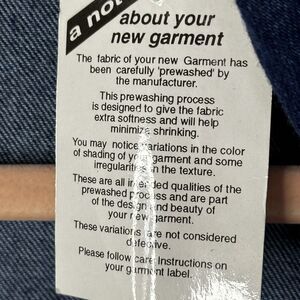 a not
about your
new garment
The fabric of your new Garment has
been carefully 'prewashed' by
the manufacturer.
This prewashing process
is designed to give the fabric
extra softness and will help
minimize shrinking.
You may notice variations in the color
of shading of your garment and some
irregularities in the texture.
These are all intended qualities of the
prewashed process and are part
of the design and beauty of
your new garment.
These variations are not considered
defective.
Please follow care Instructions on
your garment label.